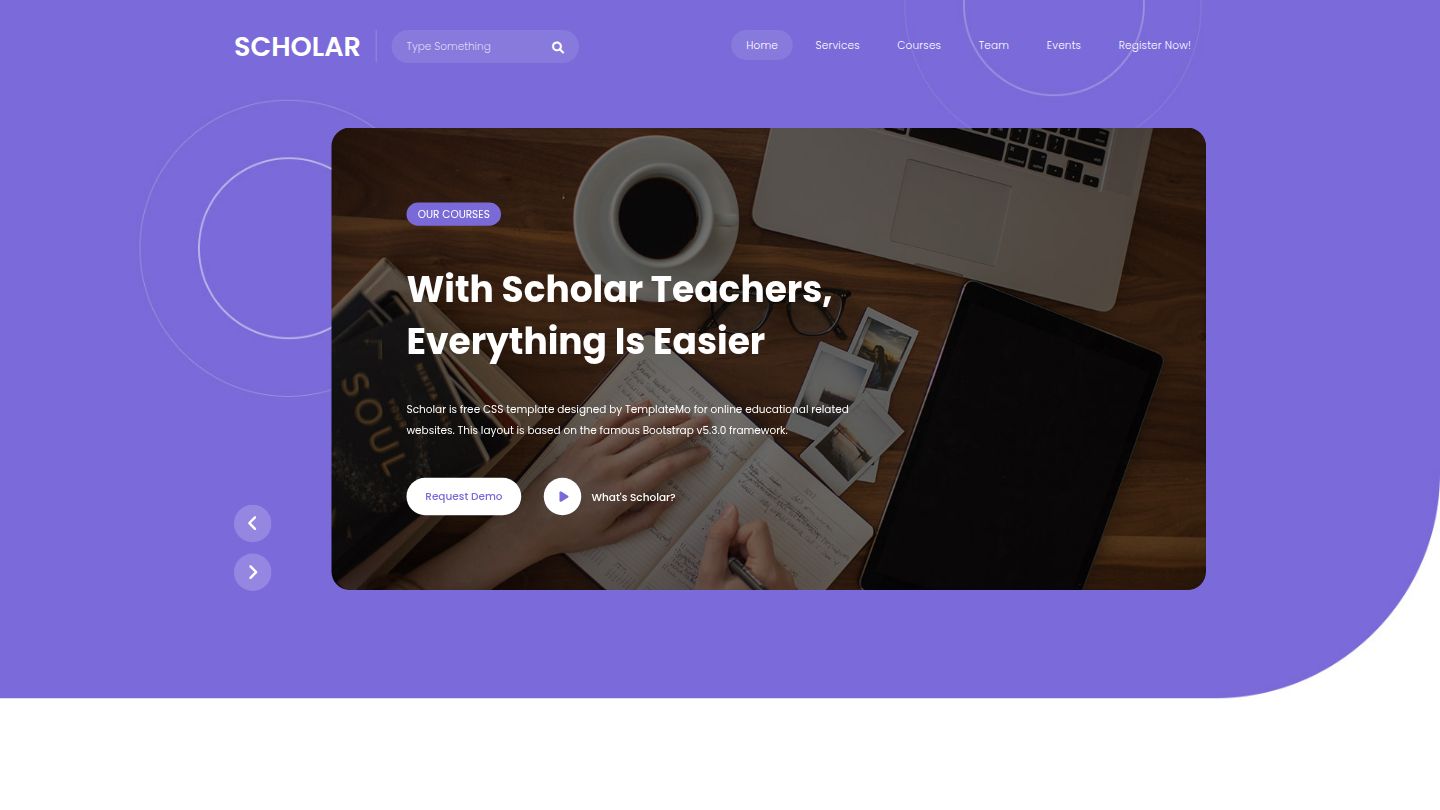 SCHOLAR
Type Something
Home
Services
Courses
Team
Events
Register Now!
OUR COURSES
With Scholar Teachers,
Everything Is Easier
Scholar is free CSS template designed by TemplateMo for online educational related
websites. This layout is based on the famous Bootstrap v5.3.0 framework.
Request Demo
What's Scholar?
NIKITA
YOUR
SOUL